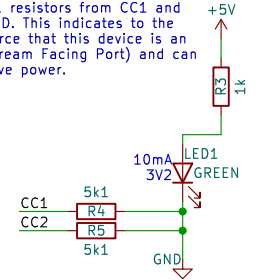 resistors from CC1 and
D. This indicates to the
rce that this device is an
ream Facing Port) and can
ve power.
+5V
R3
1k
10mA
3V2
LED1
GREEN
5k1
CC1
R4
CC2
R5
5k1
GND